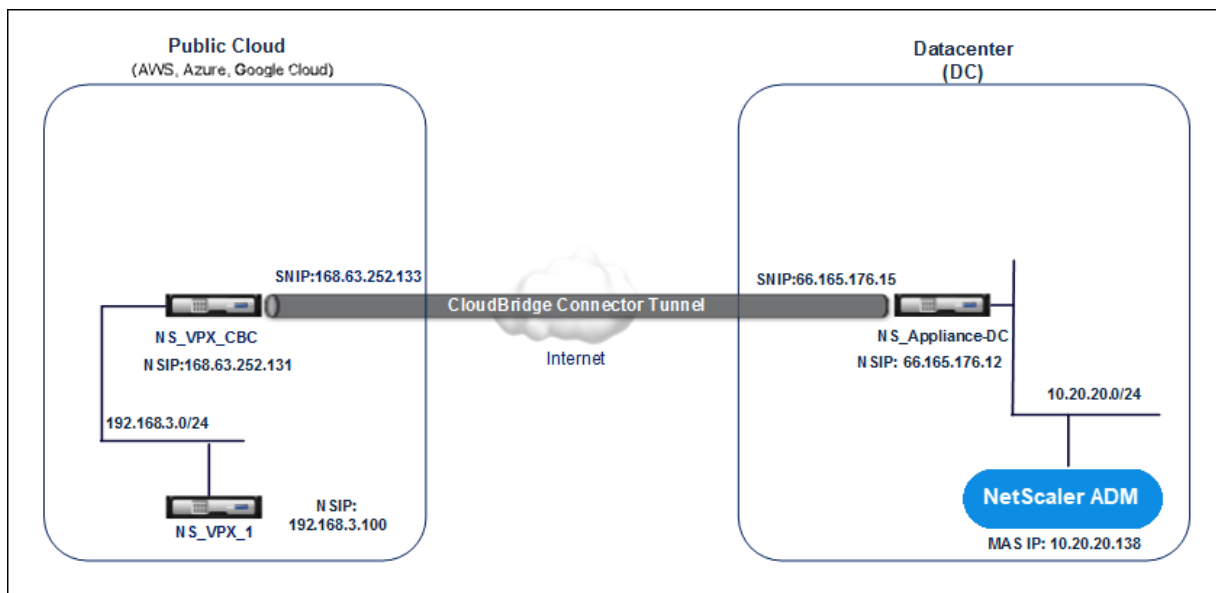 Public Cloud
(AWS, Azure, Google Cloud)
Datacenter
(DC)
SNIP:168.63.252.133
SNIP:66.165.176.15
CloudBridge Connector Tunnel
NS_VPX_CBC
NSIP:168.63.252.131
Internet
NS_Appliance-DC
NSIP: 66.165.176.12
192.168.3.0/24
10.20.20.0/24
NS_VPX_1
NSIP:
192.168.3.100
NetScaler ADM
MAS IP: 10.20.20.138